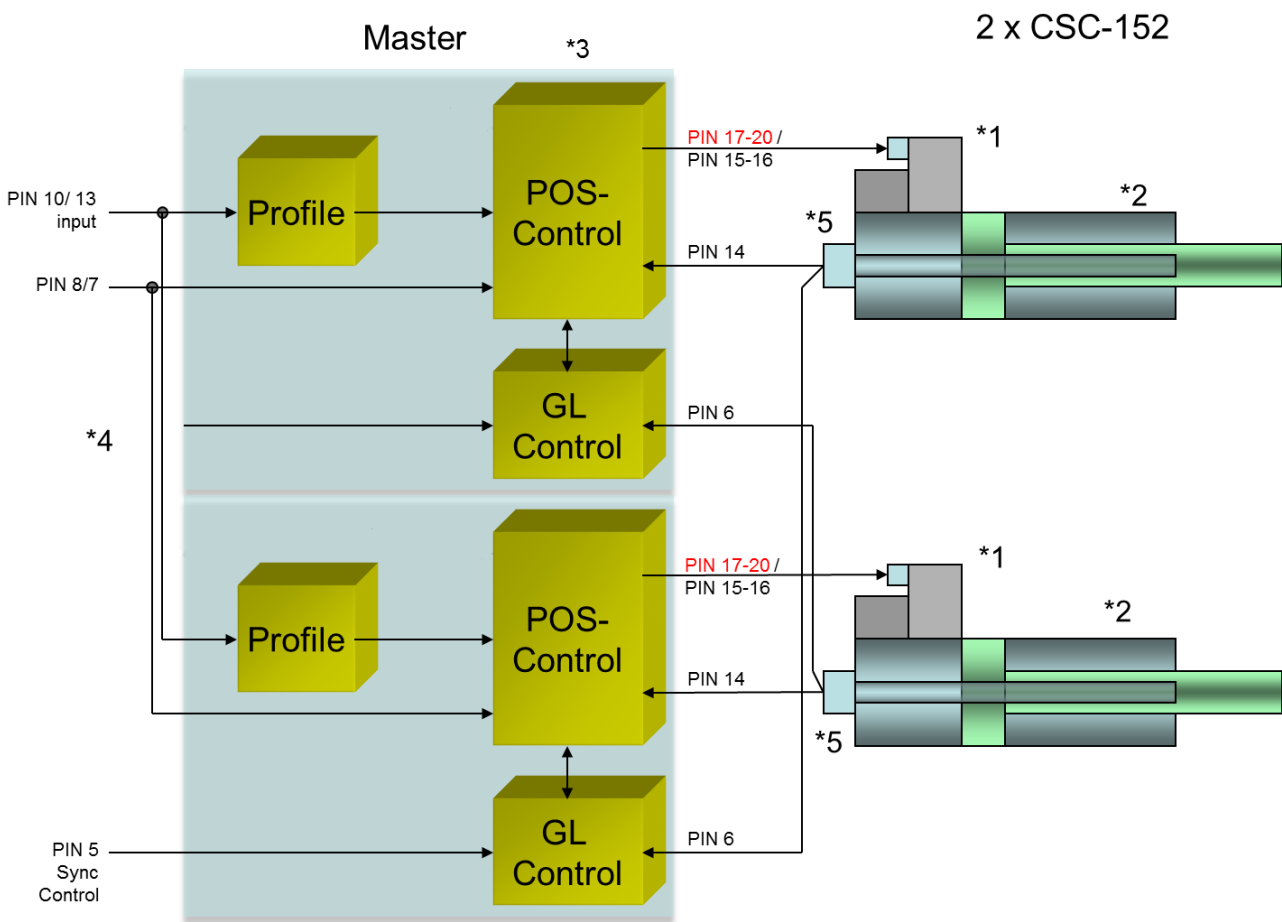 Master
*3
2 x CSC-152
PIN 17-20 /
PIN 15-16
*1
PIN 10/ 13
input
Profile
POS-
Control
*5
*2
PIN 14
PIN 8/7
GL
Control
PIN 6
*4
PIN 17-20 /
PIN 15-16
*1
Profile
POS-
Control
*2
PIN 14
*5
GL
Control
PIN 6
PIN 5
Sync
Control